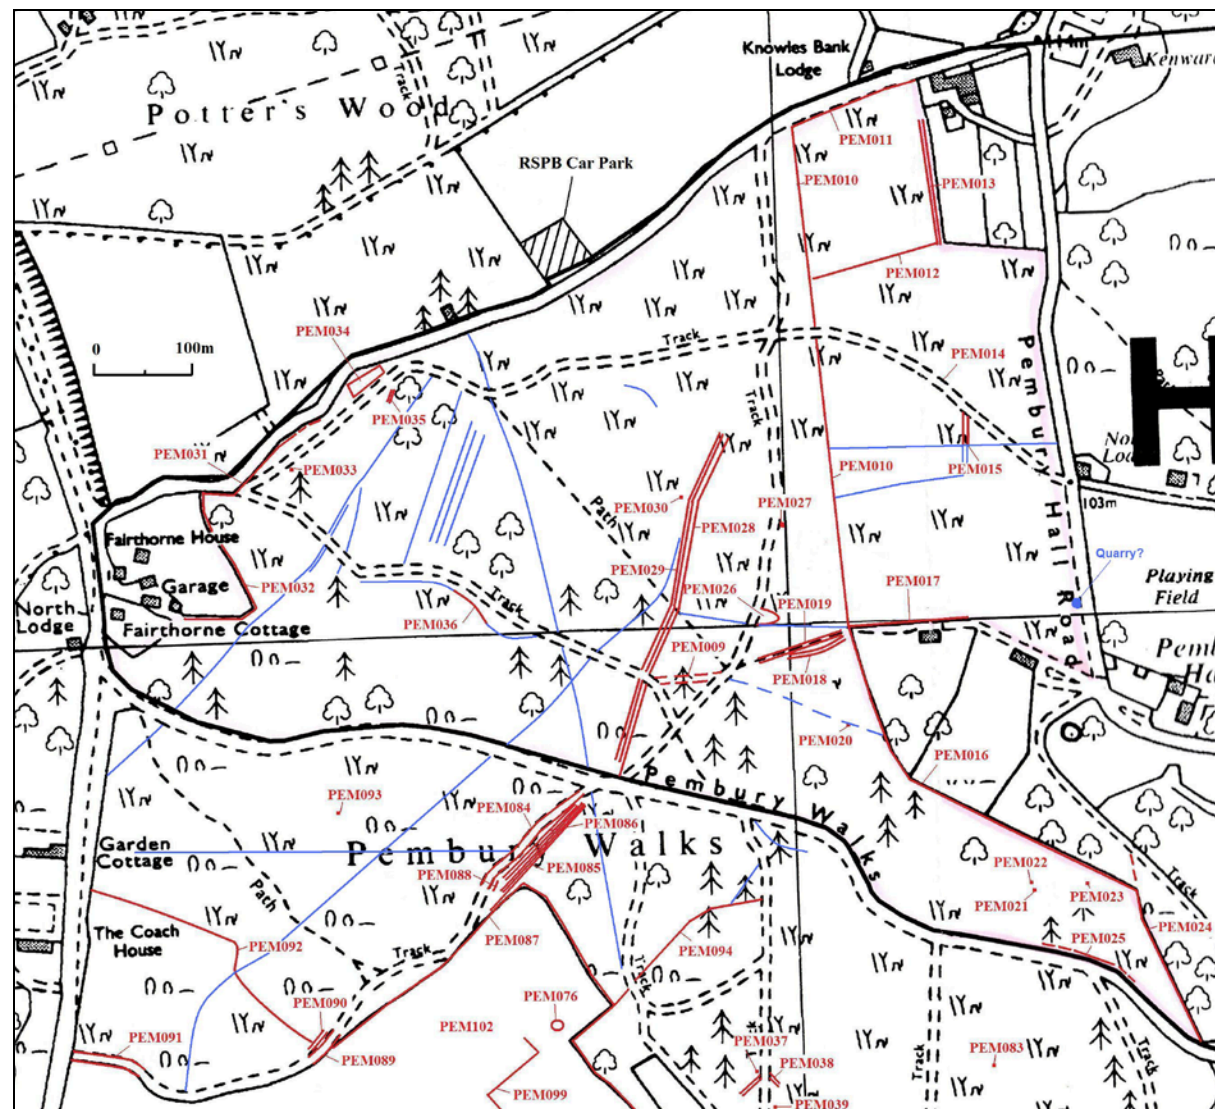 Knowles Bank
Lodge
114m
Track
Potter's Wood
RSPB Car Park
PEM011
PEM010
PEM013
PEM012
PEM034
0
100m
Track
PEM014
Pembury Hall Road
H
PEM035
Track
PEM031
PEM033
PEM010
PEM015
Path
PEM030
PEM027
PEM028
103m
Fairthorne House
Garage
PEM032
PEM029
PEM026
PEM019
PEM017
Quarry?
Playing
Field
North
Lodge
Fairthorne Cottage
PEM036
Track
PEM009
PEM018
PEM020
PEM016
Pembury Walks
PEM093
PEM084
PEM086
Garden
Cottage
Pembury Walks
PEM088
PEM085
PEM022
PEM021
PEM023
Track
PEM024
Path
The Coach
House
PEM092
Track
PEM087
PEM094
PEM025
Track
PEM090
PEM076
PEM102
PEM091
PEM089
PEM037
PEM038
PEM083
Track
Track
PEM099
PEM039